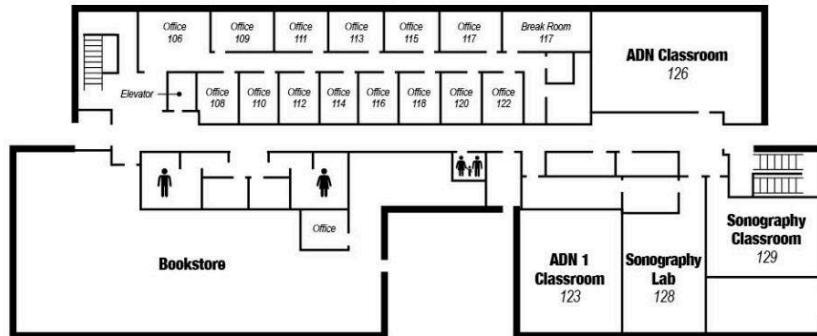 Office
106
Office
109
Office
111
Office
113
Office
115
Office
117
Break Room
117
ADN Classroom
126
Elevator
Office
108
Office
110
Office
112
Office
114
Office
116
Office
118
Office
120
Office
122
Office
Bookstore
ADN 1
Classroom
123
Sonography
Lab
128
Sonography
Classroom
129